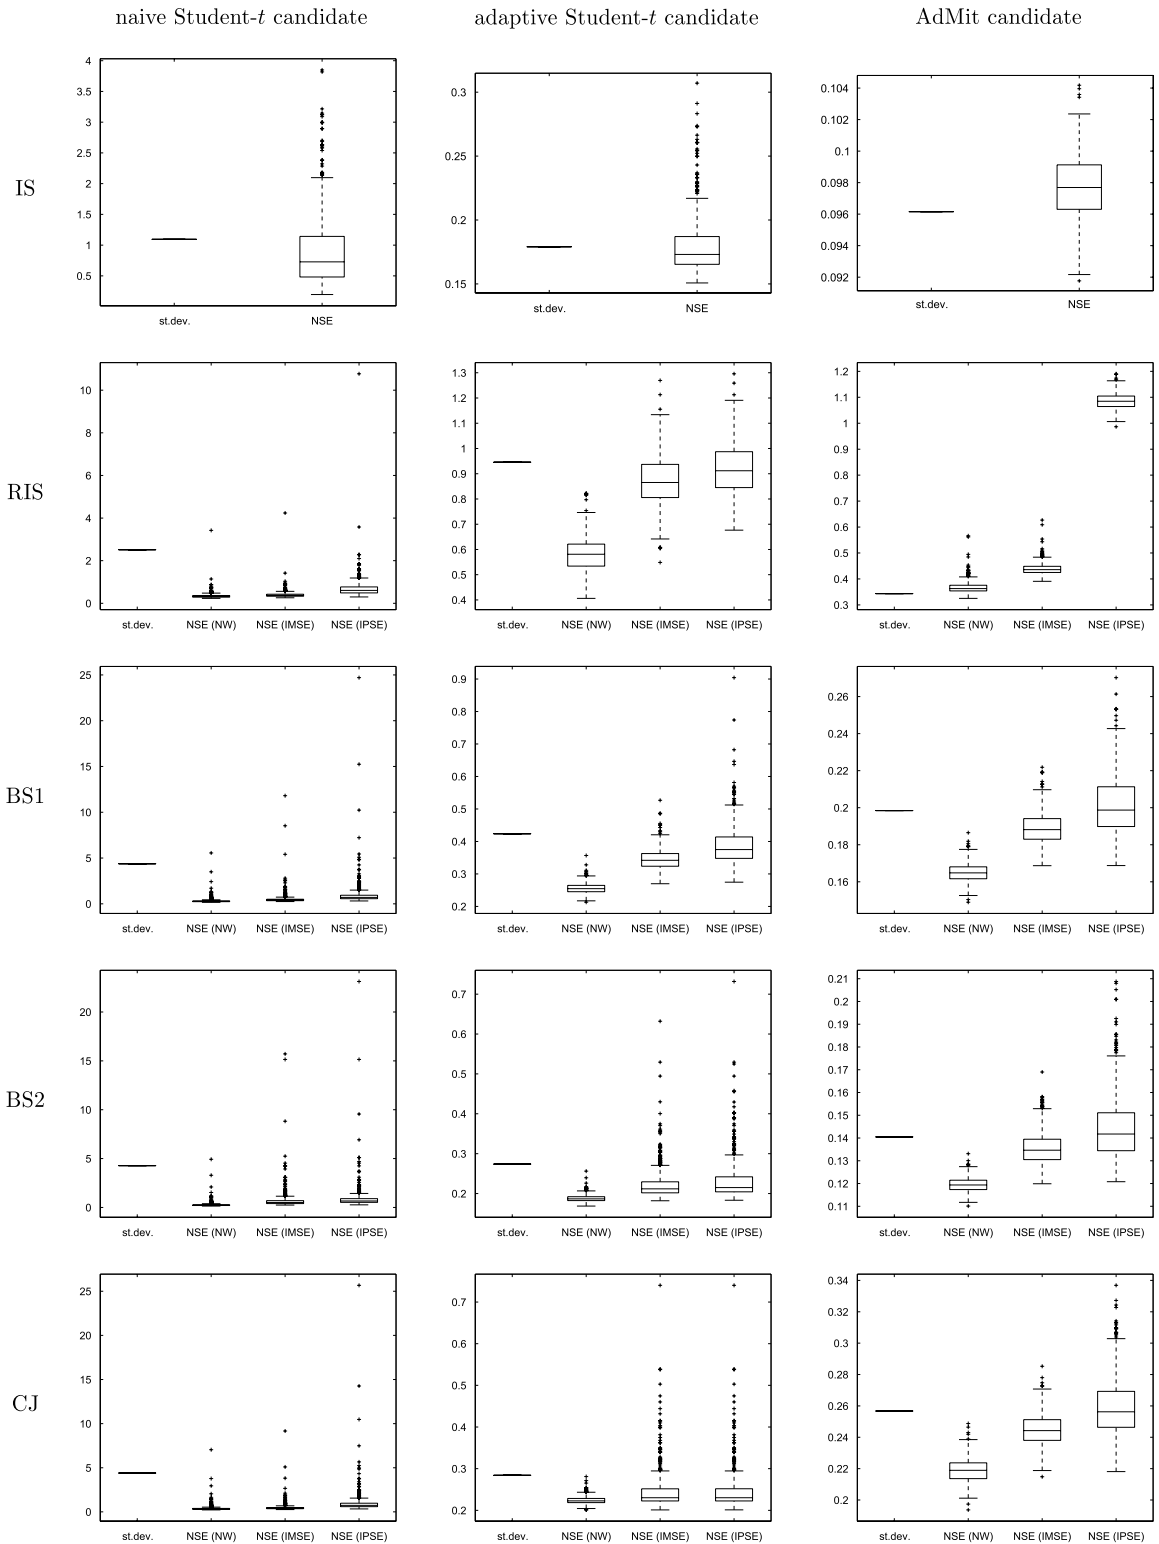 naive Student-t candidate
adaptive Student-t candidate
AdMit candidate
IS
4
3.5
3
2.5
2
1.5
1
0.5
st.dev.
NSE
0.3
0.25
0.2
0.15
st.dev.
NSE
0.104
0.102
0.1
0.098
0.096
0.094
0.092
st.dev.
NSE
RIS
10
8
6
4
2
0
st.dev.
NSE (NW)
NSE (IMSE)
NSE (IPSE)
1.3
1.2
1.1
1
0.9
0.8
0.7
0.6
0.5
0.4
st.dev.
NSE (NW)
NSE (IMSE)
NSE (IPSE)
1.2
1.1
1
0.9
0.8
0.7
0.6
0.5
0.4
0.3
st.dev.
NSE (NW)
NSE (IMSE)
NSE (IPSE)
BS1
25
20
15
10
5
0
st.dev.
NSE (NW)
NSE (IMSE)
NSE (IPSE)
0.9
0.8
0.7
0.6
0.5
0.4
0.3
0.2
st.dev.
NSE (NW)
NSE (IMSE)
NSE (IPSE)
0.26
0.24
0.22
0.2
0.18
0.16
st.dev.
NSE (NW)
NSE (IMSE)
NSE (IPSE)
BS2
20
15
10
5
0
st.dev.
NSE (NW)
NSE (IMSE)
NSE (IPSE)
0.7
0.6
0.5
0.4
0.3
0.2
st.dev.
NSE (NW)
NSE (IMSE)
NSE (IPSE)
0.21
0.2
0.19
0.18
0.17
0.16
0.15
0.14
0.13
0.12
0.11
st.dev.
NSE (NW)
NSE (IMSE)
NSE (IPSE)
CJ
25
20
15
10
5
0
st.dev.
NSE (NW)
NSE (IMSE)
NSE (IPSE)
0.7
0.6
0.5
0.4
0.3
0.2
st.dev.
NSE (NW)
NSE (IMSE)
NSE (IPSE)
0.34
0.32
0.3
0.28
0.26
0.24
0.22
0.2
st.dev.
NSE (NW)
NSE (IMSE)
NSE (IPSE)